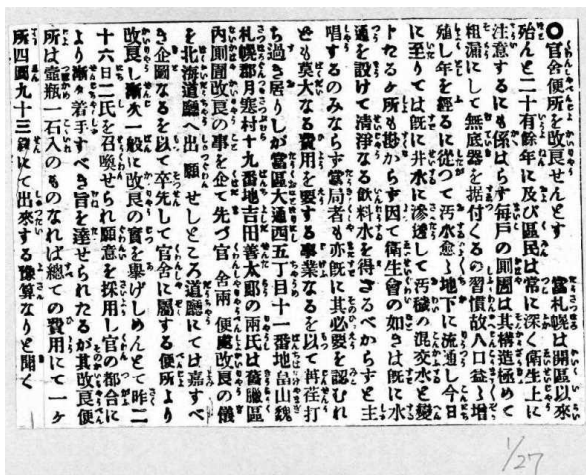 ◎官舎便所を改良せんとす　當札幌は開區以來
殆んと二十有餘年に及び區民は常に深く衛生上に
注意するにも係はらず毎戸の圊圂は其構造極めて
粗漏にして無底器を据付くるの習慣故人口益々增
殖し年を經るに從つて汚水愈々地下に流通し今日
に至りては既に井水に滲透して汚穢の混交水と變
トたるヶ所も尠からず因て衛生會の如きは既に水
道を設けて清淨なる飲料水を得さるべからずと主
唱するのみならす當局者も亦既に其必要を認むれ
ども莫大なる費用を要する事業なるを以て荏苒打
ち過き居りしが當區大通西五丁目十一番地畠山魏
札幌郡月寒村十九番地吉田善太郎の兩氏は舊臘區
内圊圂改良の事を企て先づ官舎兩便處改良の儀
を北海道廳へ出願せしところ道廳にては嘉すべ
き企圖なるを以て卒先して官舎に屬する便所より
改良し漸次一般に改良の實を擧げしめんとて昨二
十六日二氏を召喚せられ願意を採用し官の都合に
より漸々着手すべき旨を達せられたるが其改良便
所は壺瓶一石入のものなれば總ての費用にて一ヶ
所四圓九十三錢にて出來する豫算なりと聞く
1/27